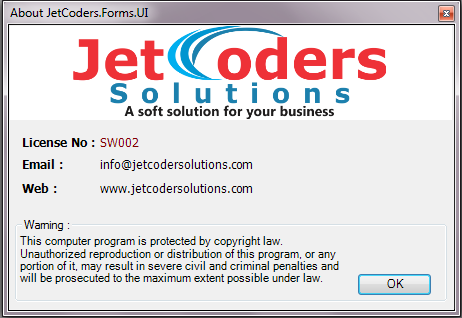 About JetCoders.Forms.UI
JetCoders
Solutions
A soft solution for your business
License No : SW002
Email : info@jetcodersolutions.com
Web : www.jetcodersolutions.com
Warning :
This computer program is protected by copyright law.
Unauthorized reproduction or distribution of this program, or any
portion of it, may result in severe civil and criminal penalties and
will be prosecuted to the maximum extent possible under law.
OK